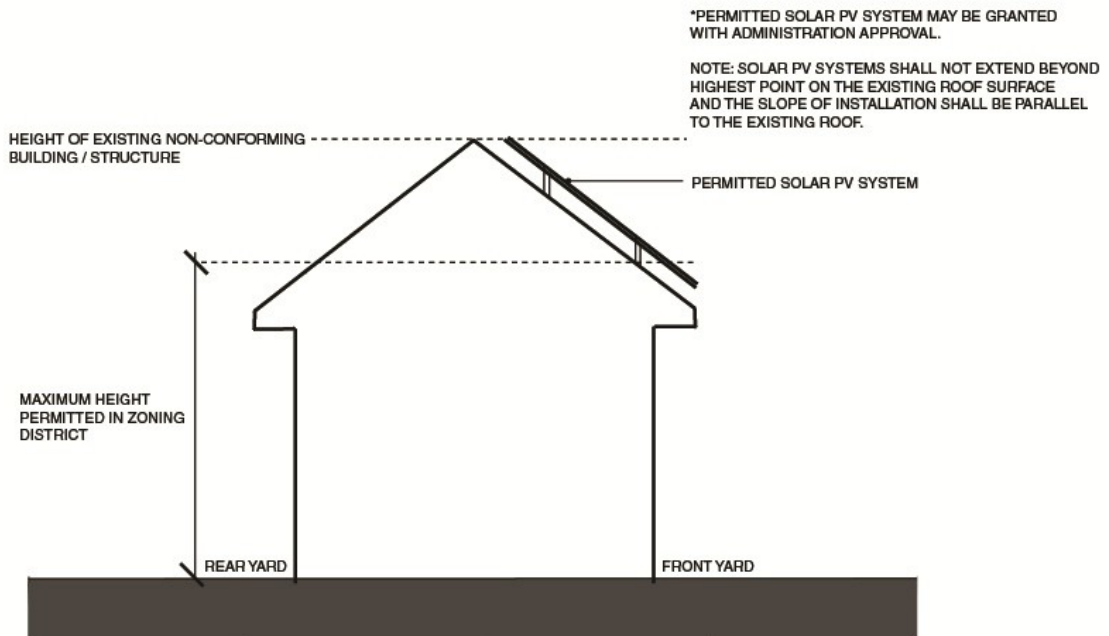 *PERMITTED SOLAR PV SYSTEM MAY BE GRANTED
WITH ADMINISTRATION APPROVAL.
NOTE: SOLAR PV SYSTEMS SHALL NOT EXTEND BEYOND
HIGHEST POINT ON THE EXISTING ROOF SURFACE
AND THE SLOPE OF INSTALLATION SHALL BE PARALLEL
TO THE EXISTING ROOF.
HEIGHT OF EXISTING NON-CONFORMING
BUILDING / STRUCTURE
PERMITTED SOLAR PV SYSTEM
MAXIMUM HEIGHT
PERMITTED IN ZONING
DISTRICT
REAR YARD
FRONT YARD